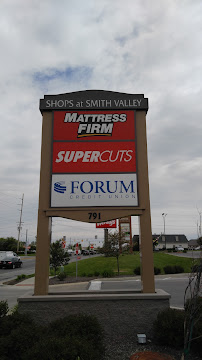 SHOPS at SMITH VALLEY
MATTRESS
FIRM
SUPERCUTS
FORUM
CREDIT UNION
791